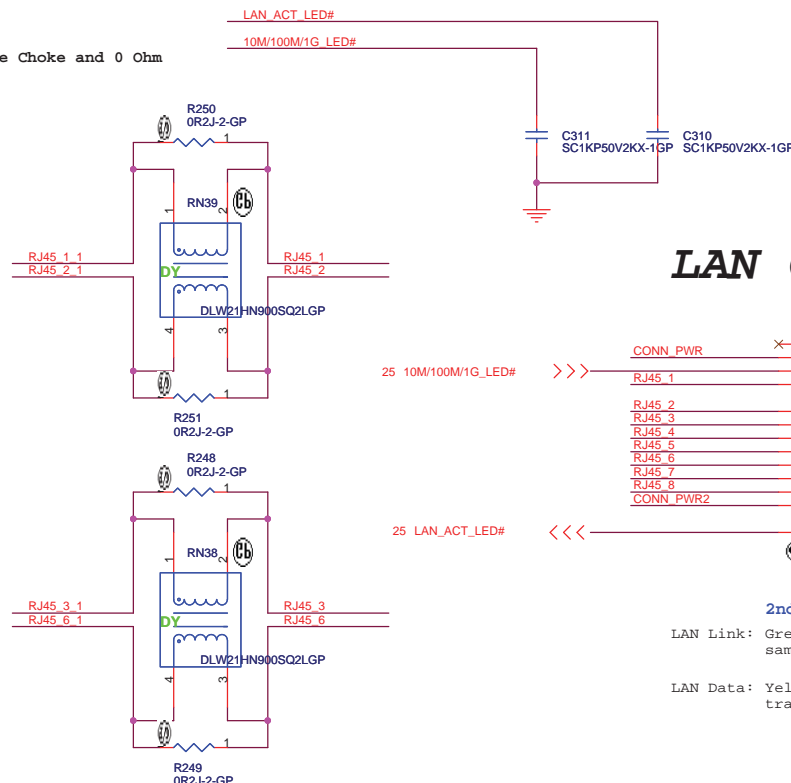 LAN_ACT_LED#
10M/100M/1G_LED#
e Choke and 0 Ohm
R250
0R2J-2-GP
1
C311
SC1KP50V2KX-1GP
C310
SC1KP50V2KX-1GP
1
RN39
2
RJ45_1_1
RJ45_1
RJ45_2_1
RJ45_2
DY
DLW21HN900SQ2LGP
4
3
LAN
CONN_PWR
25 10M/100M/1G_LED#
RJ45_1
1
R251
0R2J-2-GP
RJ45_2
RJ45_3
RJ45_4
RJ45_5
RJ45_6
RJ45_7
RJ45_8
CONN_PWR2
R248
0R2J-2-GP
1
25 LAN_ACT_LED#
1
RN38
2
RJ45_3_1
RJ45_3
RJ45_6_1
RJ45_6
DY
DLW21HN900SQ2LGP
4
3
2nd
LAN Link: Gre
sam
LAN Data: Yel
tra
1
R249
0R2J-2-GP